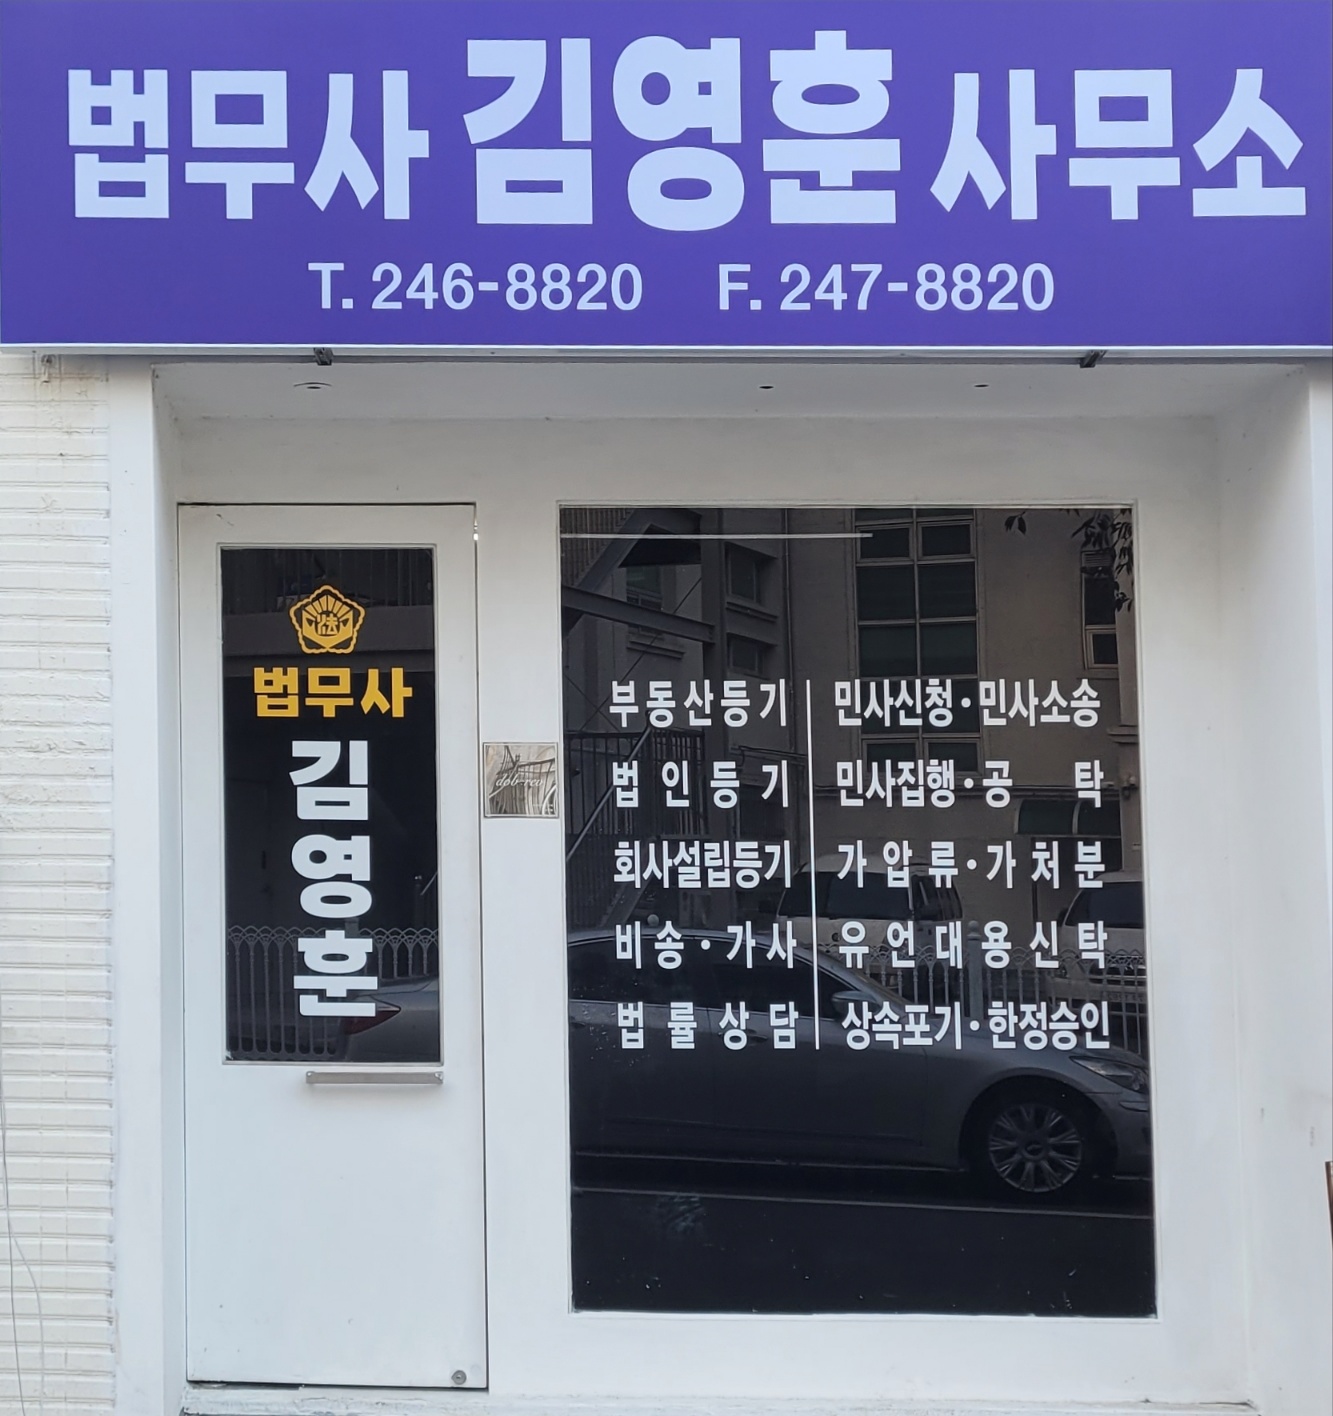 법무사 김영훈 사무소
T. 246-8820 F. 247-8820
法
법무사
김영훈
부동산등기 민사신청·민사소송
법인등기 민사집행·공탁
회사설립등기 가압류·가처분
비송·가사 유언대용신탁
법률상담 상속포기·한정승인